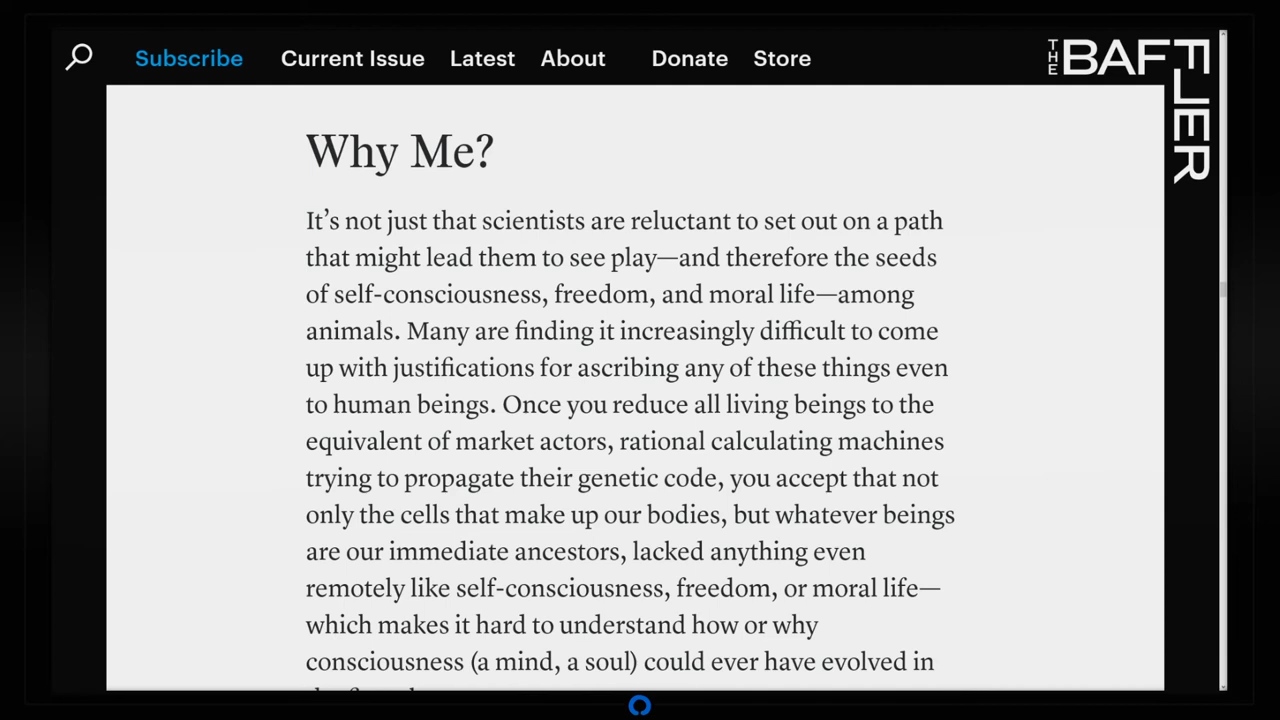 Subscribe Current Issue Latest About Donate Store
THE BAFFLER
Why Me?
It’s not just that scientists are reluctant to set out on a path
that might lead them to see play—and therefore the seeds
of self-consciousness, freedom, and moral life—among
animals. Many are finding it increasingly difficult to come
up with justifications for ascribing any of these things even
to human beings. Once you reduce all living beings to the
equivalent of market actors, rational calculating machines
trying to propagate their genetic code, you accept that not
only the cells that make up our bodies, but whatever beings
are our immediate ancestors, lacked anything even
remotely like self-consciousness, freedom, or moral life—
which makes it hard to understand how or why
consciousness (a mind, a soul) could ever have evolved in